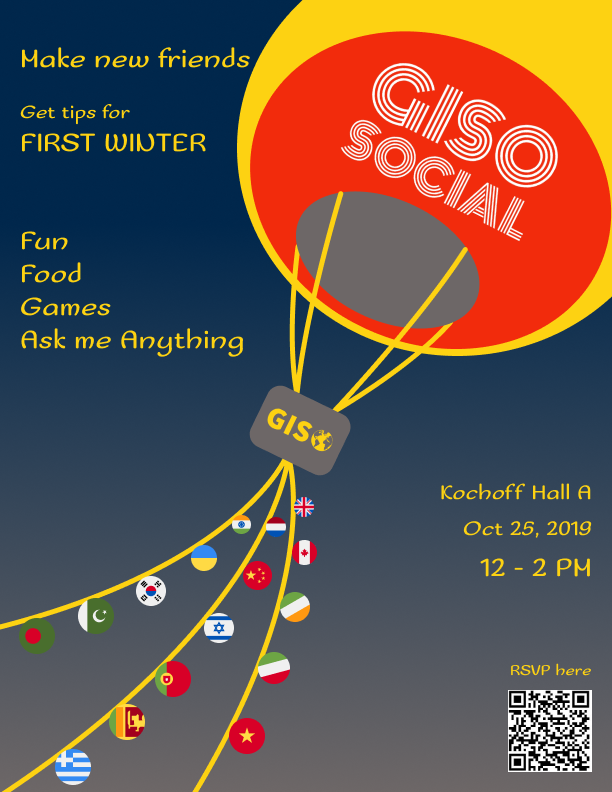 Make new friends
Get tips for
FIRST WINTER
GISO
SOCIAL
Fun
Food
Games
Ask me Anything
GISO
Kochoff Hall A
Oct 25, 2019
12 - 2 PM
RSVP here